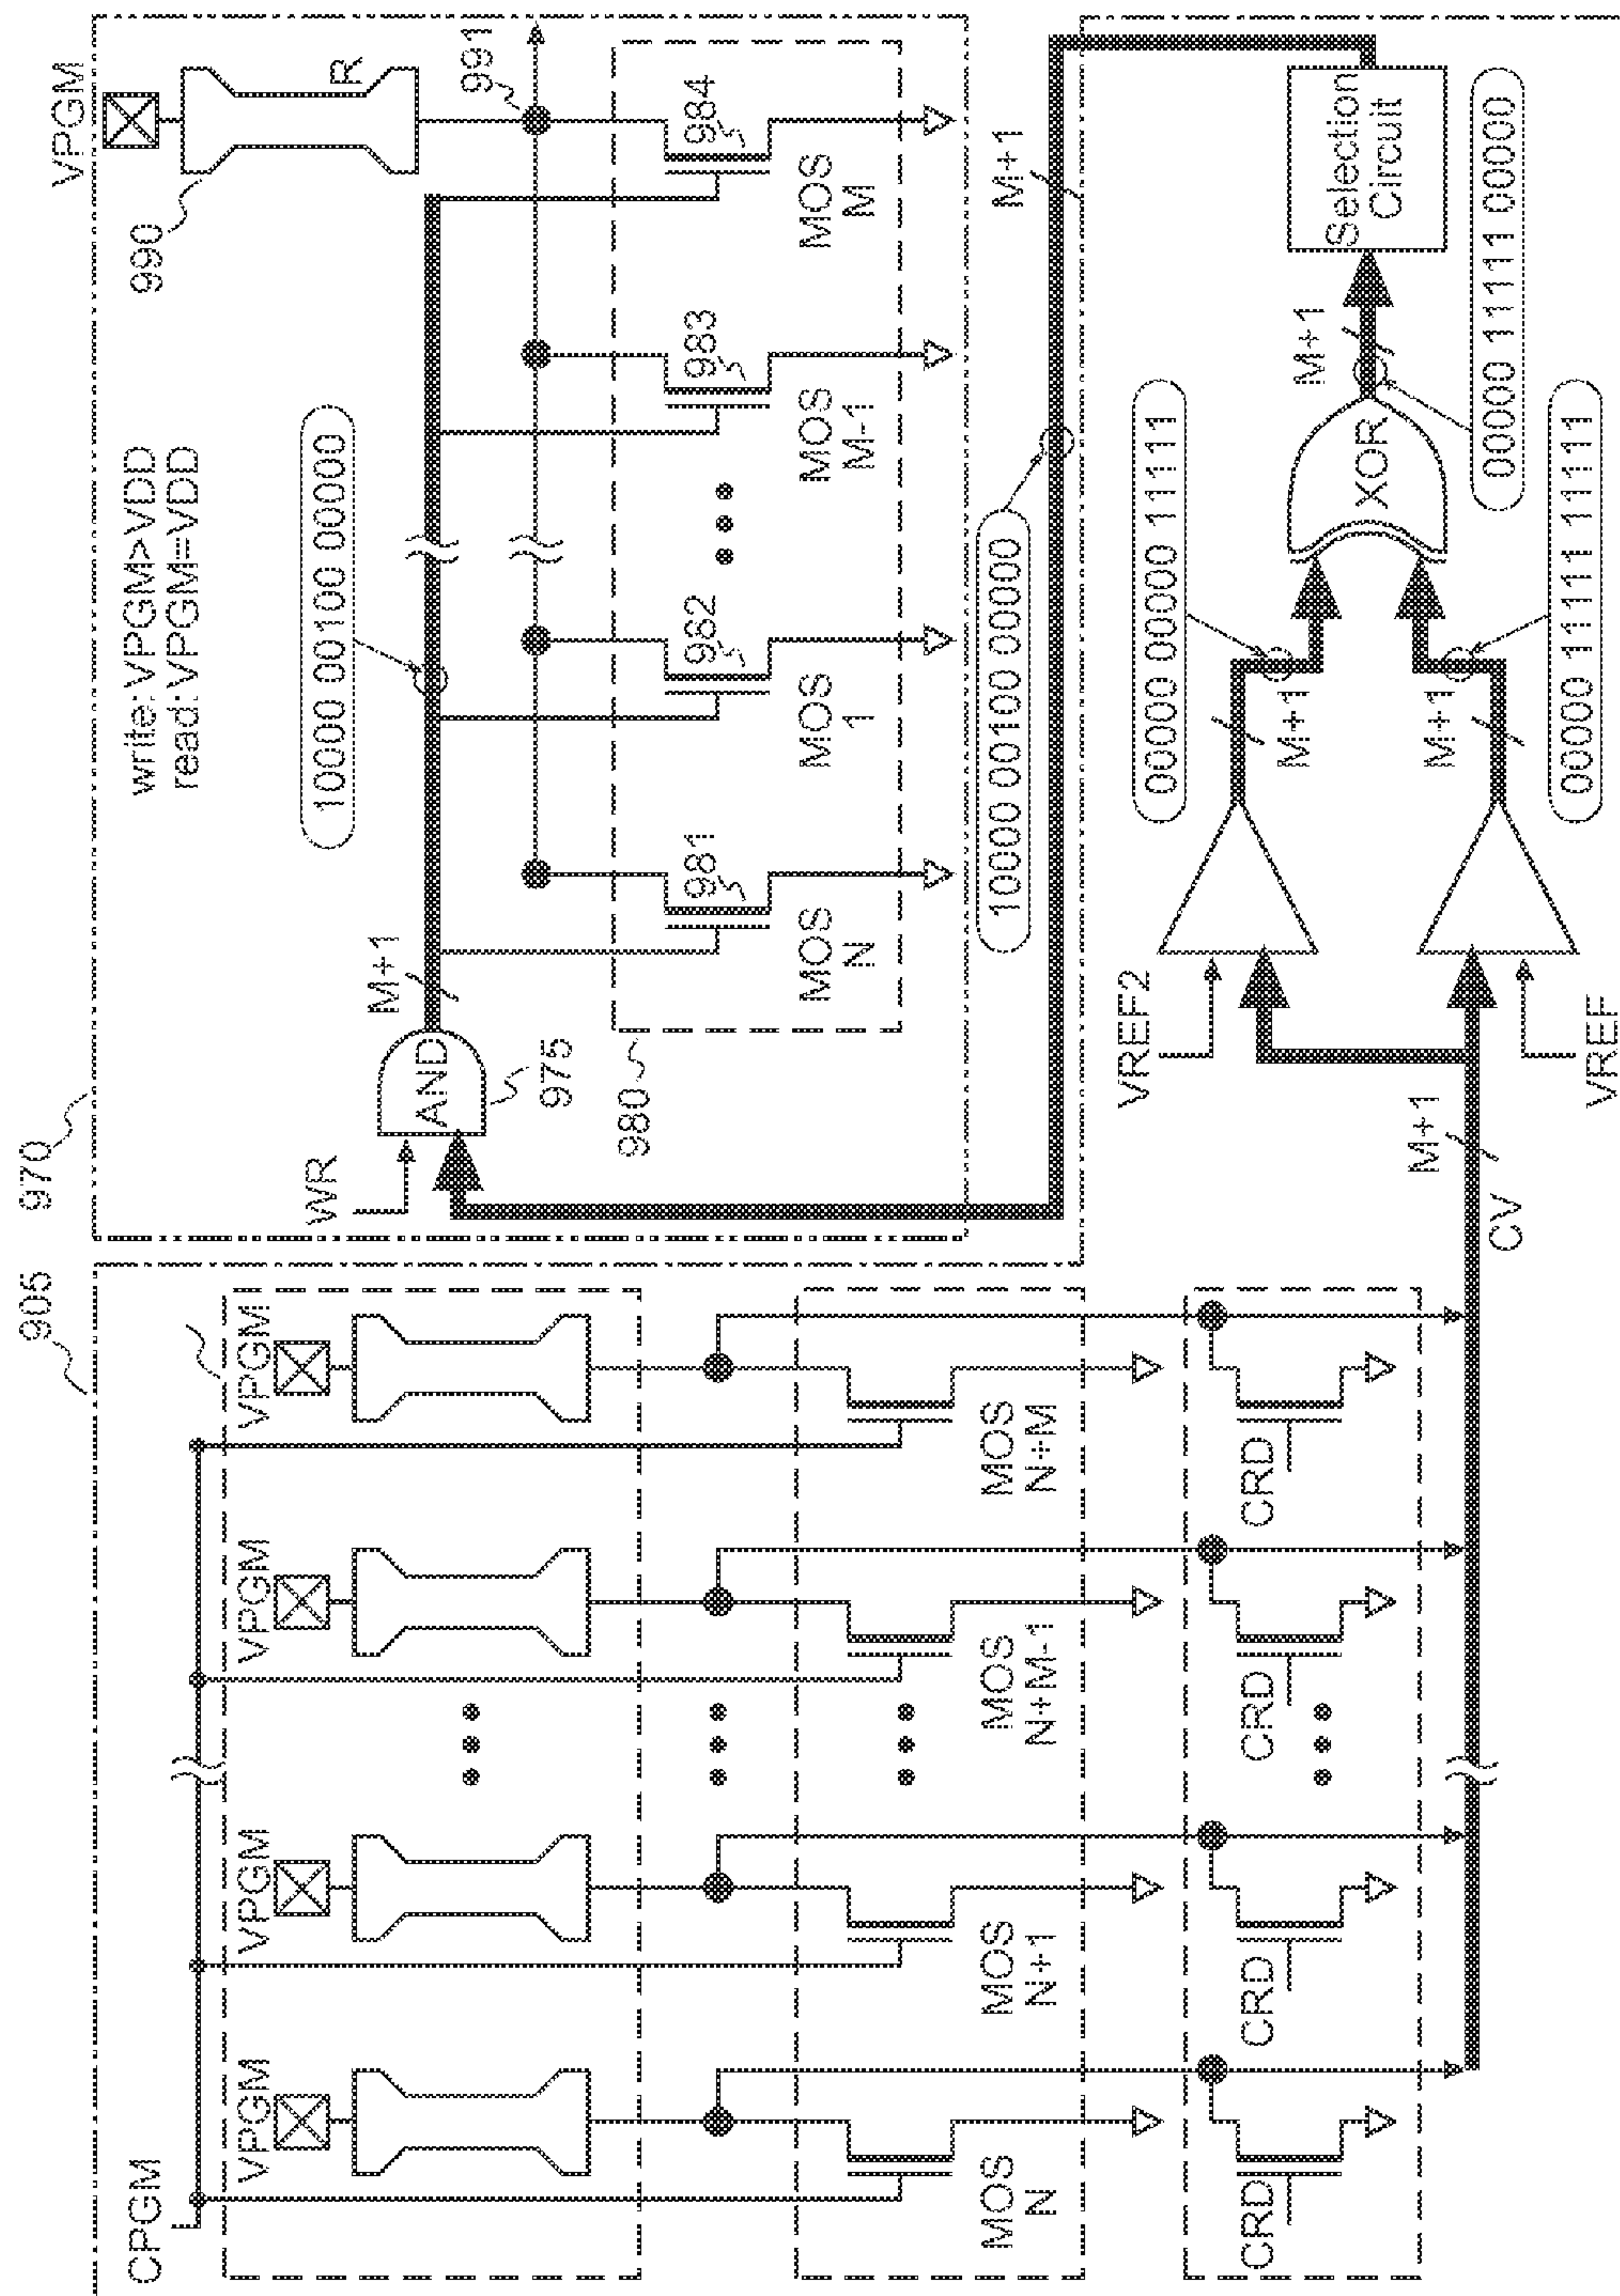 905
CPGM
VPGM
VPGM
VPGM
VPGM
MOS
N
MOS
N+1
MOS
N+M-1
MOS
N+M
CRD
CRD
CRD
CRD
CV
M+1
970
write: VPGM>VDD
read: VPGM=VDD
VPGM
990
R
991
WR
AND
975
M+1
10000 00100 00000
980
981
982
983
984
MOS
N
MOS
1
MOS
M-1
MOS
M
10000 00100 00000
M+1
VREF2
VREF
M+1
M+1
00000 00000 11111
00000 11111 11111
XOR
M+1
00000 11111 00000
Selection
Circuit